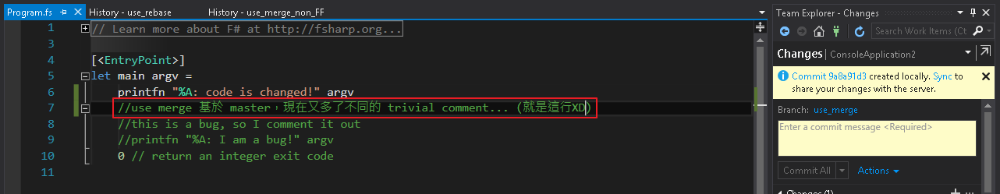 Program.fs
History - use_rebase
History - use_merge_non_FF
1 // Learn more about F# at http://fsharp.org...
3
4 [<EntryPoint>]
5 let main argv =
6 printfn "%A: code is changed!" argv
7 //use merge 基於 master，現在又多了不同的 trivial comment... (就是這行XD)
8 //this is a bug, so I comment it out
9 //printfn "%A: I am a bug!" argv
10 0 // return an integer exit code
11
Team Explorer - Changes
Search Work Items (Ct
Changes | ConsoleApplication2
Commit 9a8a91d3 created locally. Sync to
share your changes with the server.
Branch: use_merge
Enter a commit message <Required>
Commit All
Actions
Changes (1)